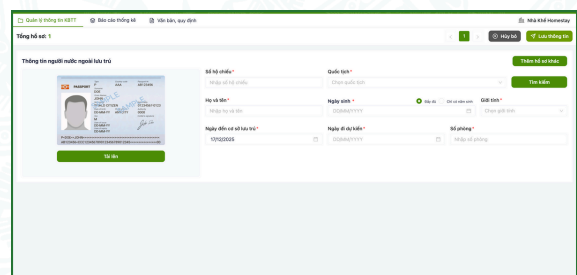 Quản lý thông tin KBTT
Báo cáo thống kê
Văn bản, quy định
Nhà Khế Homestay
Tổng hồ sơ: 1
1
Hủy bỏ
Lưu thông tin
Thông tin người nước ngoài lưu trú
Thêm hồ sơ khác
Số hộ chiếu*
Quốc tịch*
Nhập số hộ chiếu
Chọn quốc tịch
Tìm kiếm
PASSPORT
Họ và tên*
Ngày sinh *
Đầy đủ
Chỉ có năm sinh
Giới tính*
Nhập họ và tên
DD/MM/YYYY
Chọn giới tính
Ngày đến cơ sở lưu trú*
Ngày đi dự kiến*
Số phòng*
17/12/2025
DD/MM/YYYY
Nhập số phòng
Tải lên